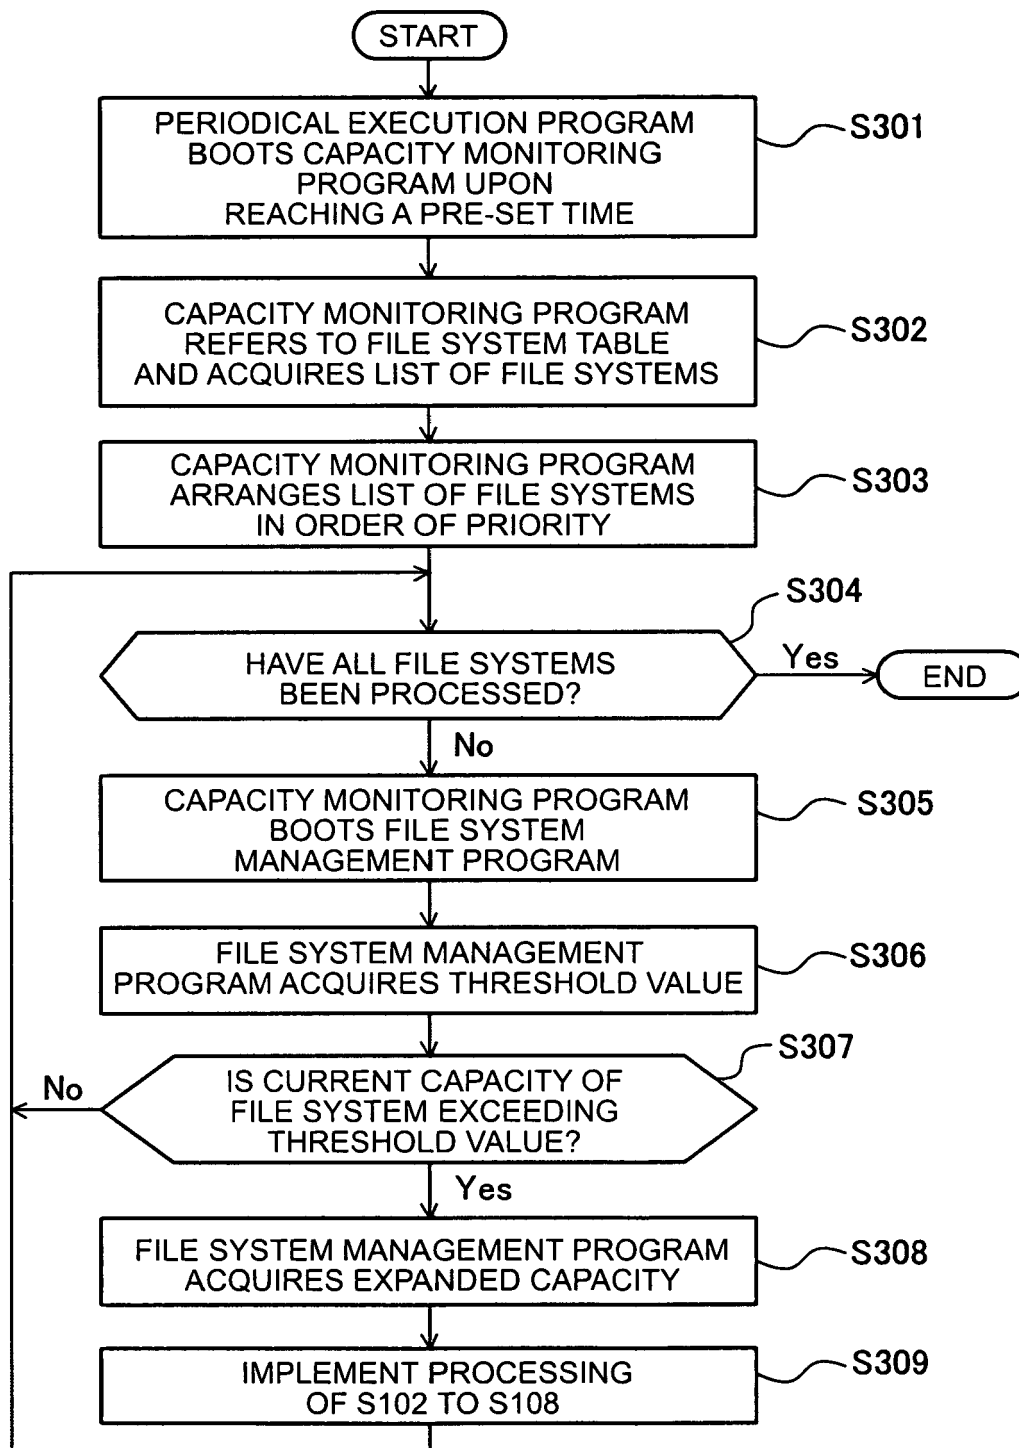 START
PERIODICAL EXECUTION PROGRAM
BOOTS CAPACITY MONITORING
PROGRAM UPON
REACHING A PRE-SET TIME
S301
CAPACITY MONITORING PROGRAM
REFERS TO FILE SYSTEM TABLE
AND ACQUIRES LIST OF FILE SYSTEMS
S302
CAPACITY MONITORING PROGRAM
ARRANGES LIST OF FILE SYSTEMS
IN ORDER OF PRIORITY
S303
S304
HAVE ALL FILE SYSTEMS
BEEN PROCESSED?
Yes
END
No
CAPACITY MONITORING PROGRAM
BOOTS FILE SYSTEM
MANAGEMENT PROGRAM
S305
FILE SYSTEM MANAGEMENT
PROGRAM ACQUIRES THRESHOLD VALUE
S306
S307
IS CURRENT CAPACITY OF
FILE SYSTEM EXCEEDING
THRESHOLD VALUE?
No
Yes
FILE SYSTEM MANAGEMENT PROGRAM
ACQUIRES EXPANDED CAPACITY
S308
IMPLEMENT PROCESSING
OF S102 TO S108
S309